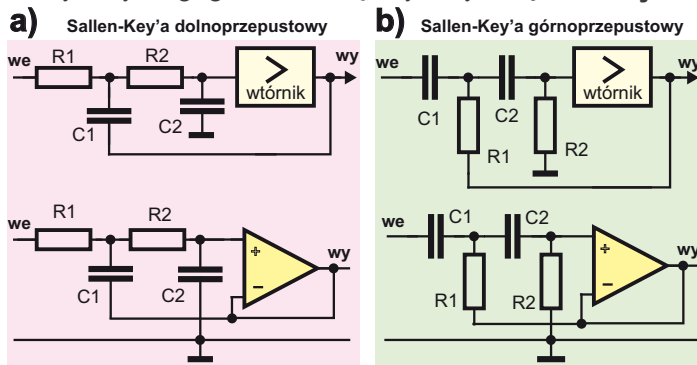 a) Sallen-Key'a dolnoprzepustowy
we R1 R2 wy
wtórnik
C1 C2
we R1 R2 wy
C1 C2
+
−
b) Sallen-Key'a górnoprzepustowy
we wy
wtórnik
C1 C2
R1 R2
we C1 C2 wy
R1 R2
+
−